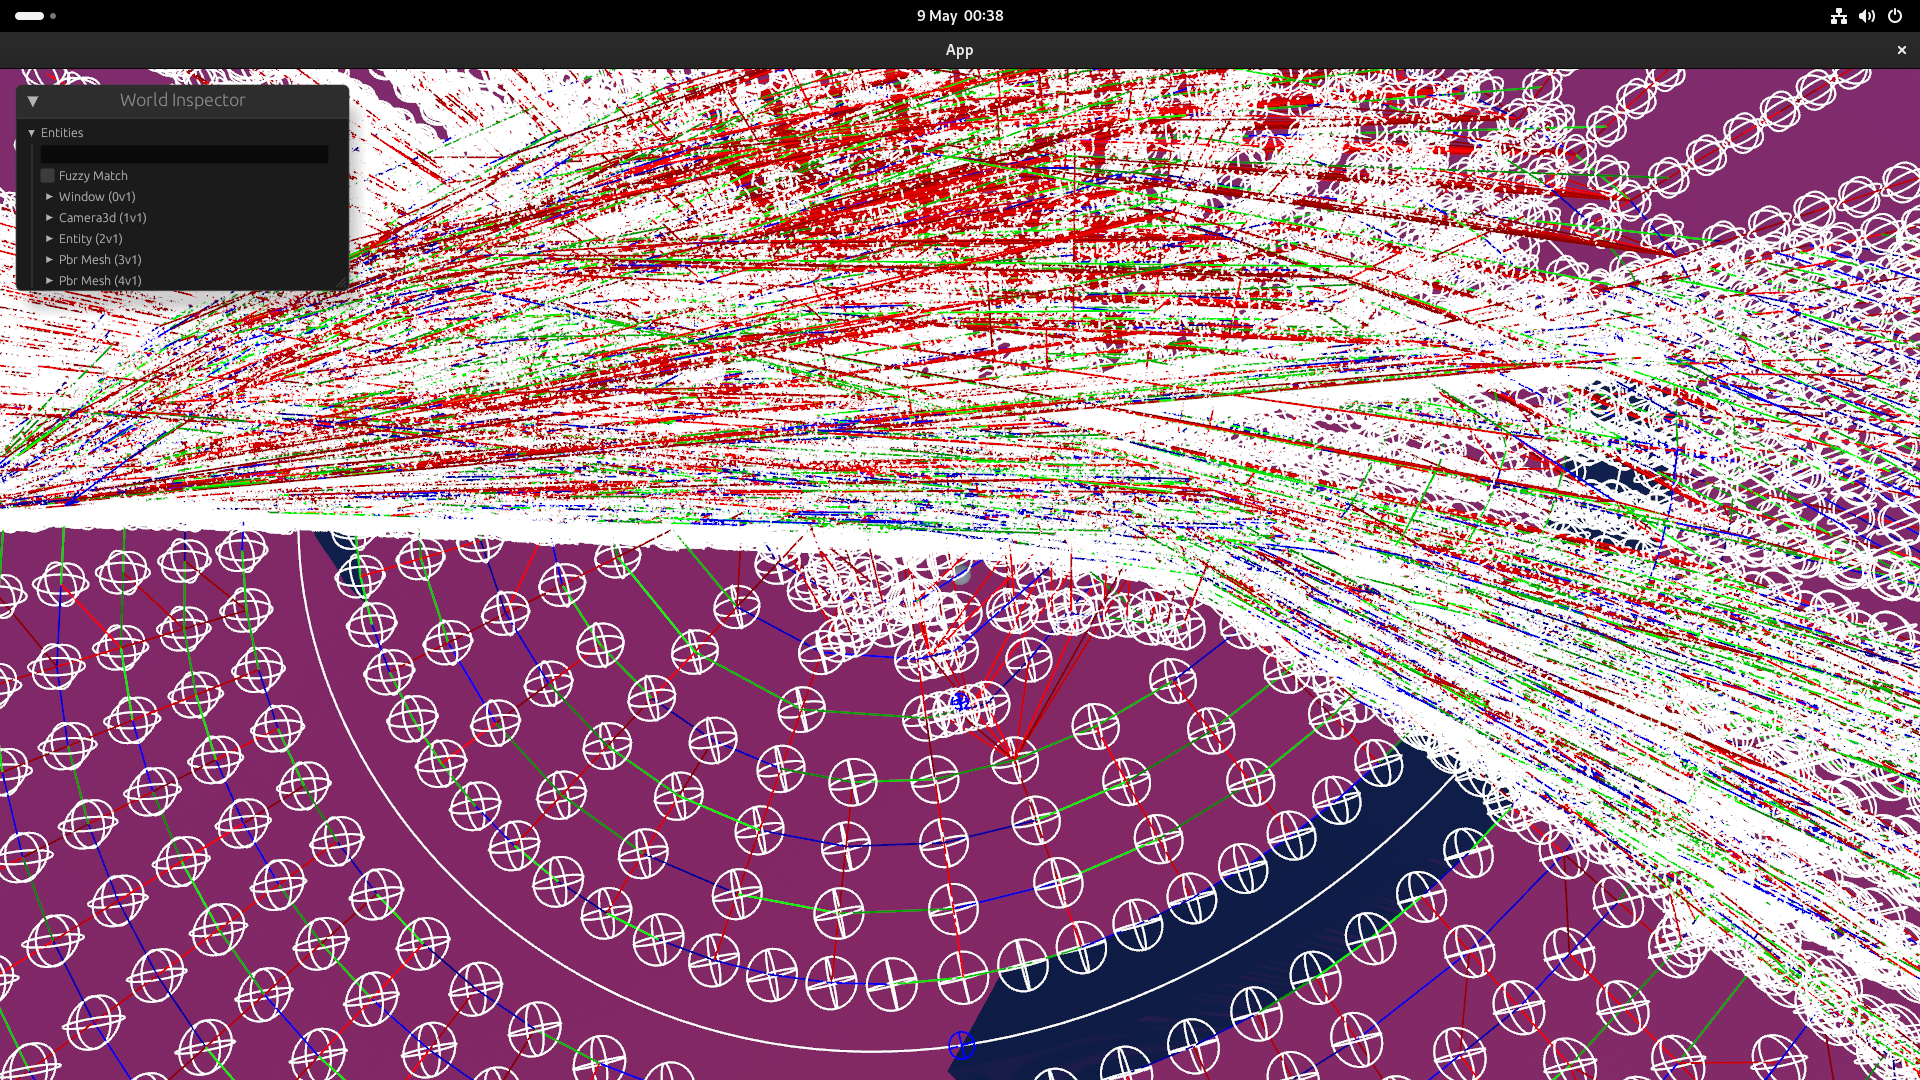 9 May 00:38
App
World Inspector
Entities
Fuzzy Match
Window (0v1)
Camera3d (1v1)
Entity (2v1)
Pbr Mesh (3v1)
Pbr Mesh (4v1)